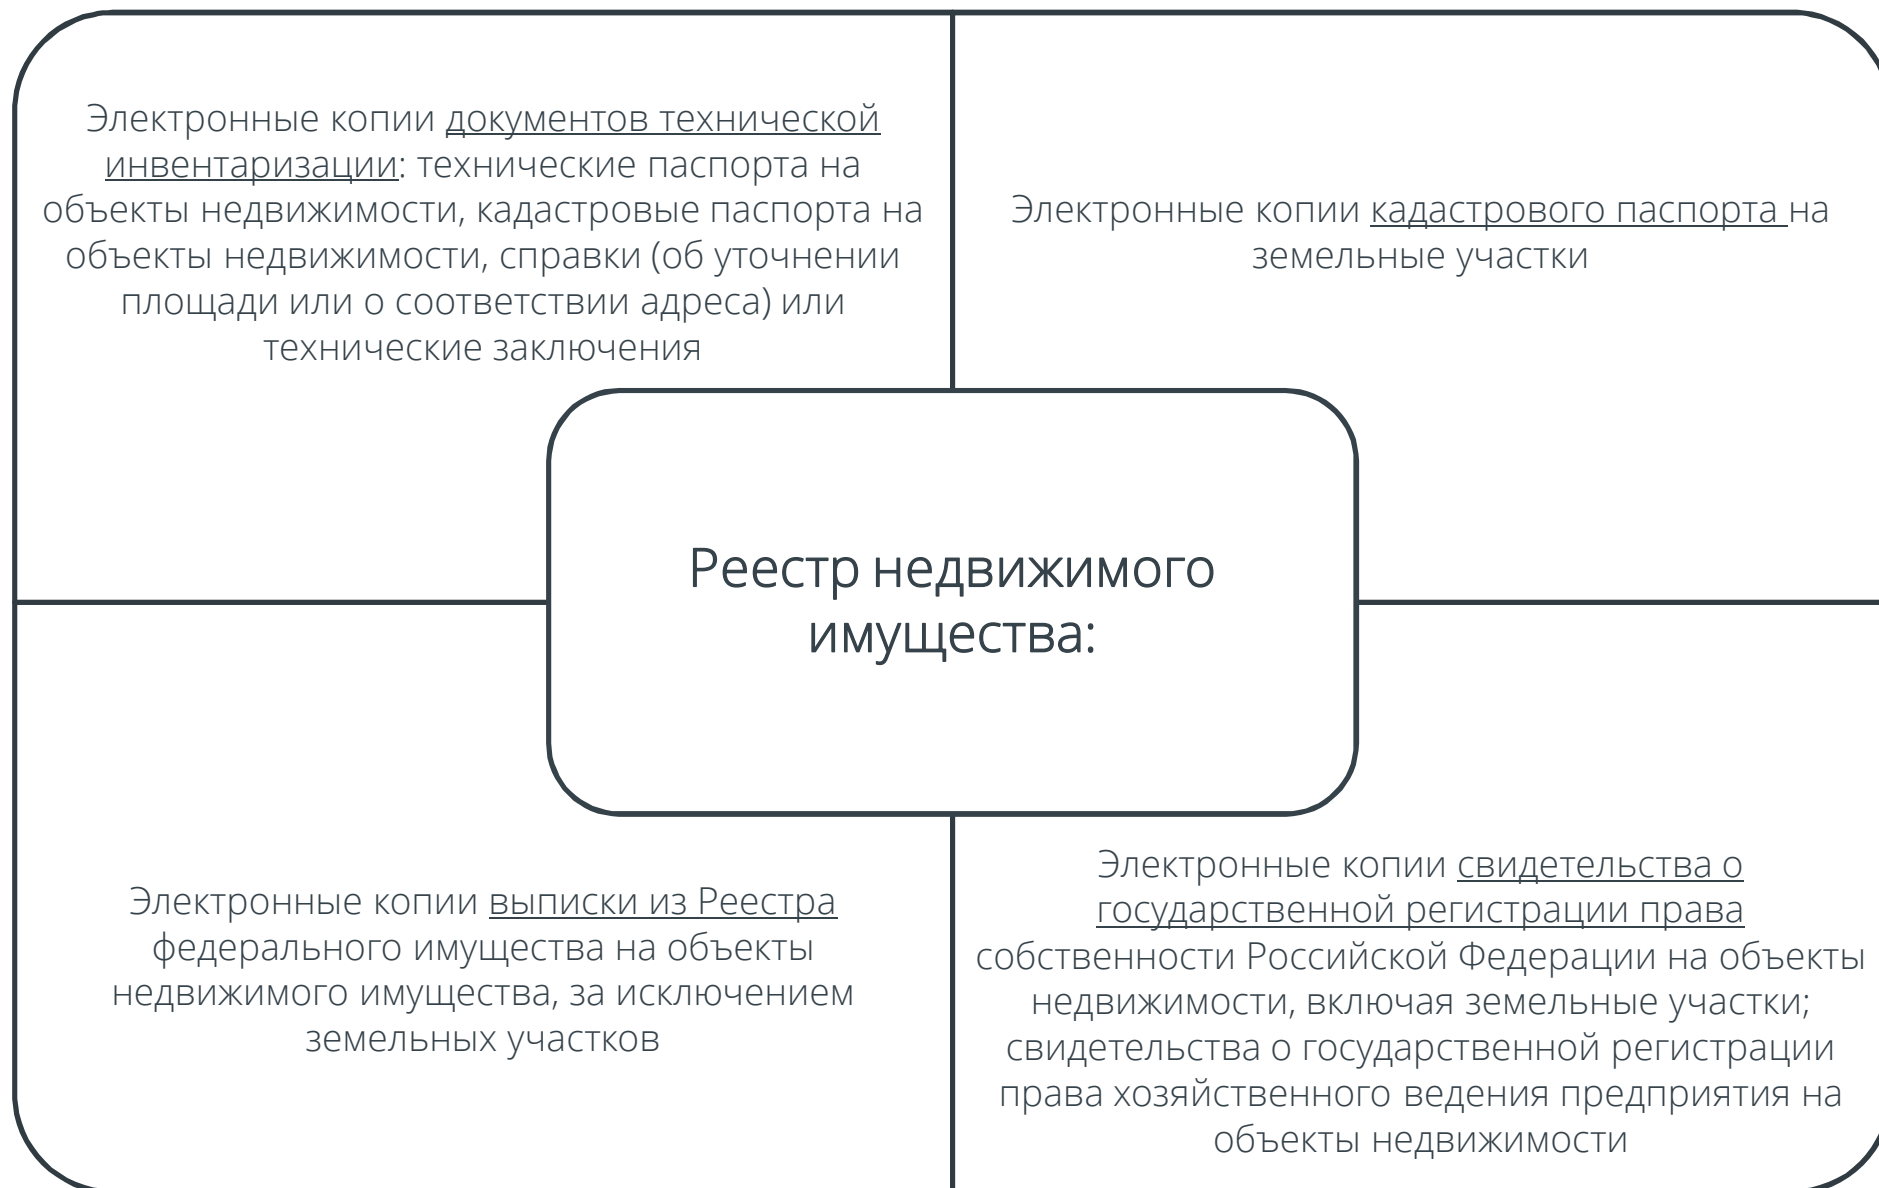 Электронные копии документов технической
инвентаризации: технические паспорта на
объекты недвижимости, кадастровые паспорта на
объекты недвижимости, справки (об уточнении
площади или о соответствии адреса) или
технические заключения
Электронные копии кадастрового паспорта на
земельные участки
Реестр недвижимого
имущества:
Электронные копии выписки из Реестра
федерального имущества на объекты
недвижимого имущества, за исключением
земельных участков
Электронные копии свидетельства о
государственной регистрации права
собственности Российской Федерации на объекты
недвижимости, включая земельные участки;
свидетельства о государственной регистрации
права хозяйственного ведения предприятия на
объекты недвижимости